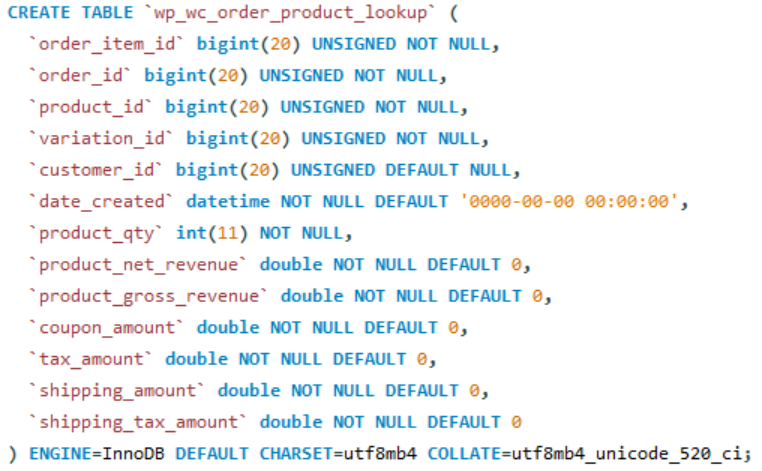 CREATE TABLE `wp_wc_order_product_lookup` (
  `order_item_id` bigint(20) UNSIGNED NOT NULL,
  `order_id` bigint(20) UNSIGNED NOT NULL,
  `product_id` bigint(20) UNSIGNED NOT NULL,
  `variation_id` bigint(20) UNSIGNED NOT NULL,
  `customer_id` bigint(20) UNSIGNED DEFAULT NULL,
  `date_created` datetime NOT NULL DEFAULT '0000-00-00 00:00:00',
  `product_qty` int(11) NOT NULL,
  `product_net_revenue` double NOT NULL DEFAULT 0,
  `product_gross_revenue` double NOT NULL DEFAULT 0,
  `coupon_amount` double NOT NULL DEFAULT 0,
  `tax_amount` double NOT NULL DEFAULT 0,
  `shipping_amount` double NOT NULL DEFAULT 0,
  `shipping_tax_amount` double NOT NULL DEFAULT 0
) ENGINE=InnoDB DEFAULT CHARSET=utf8mb4 COLLATE=utf8mb4_unicode_520_ci;